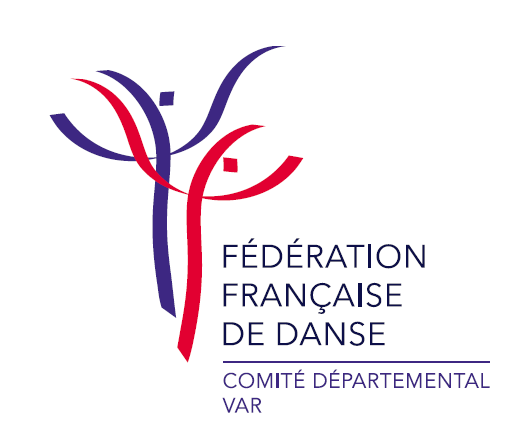 FÉDÉRATION
FRANÇAISE
DE DANSE
COMITÉ DÉPARTEMENTAL
VAR